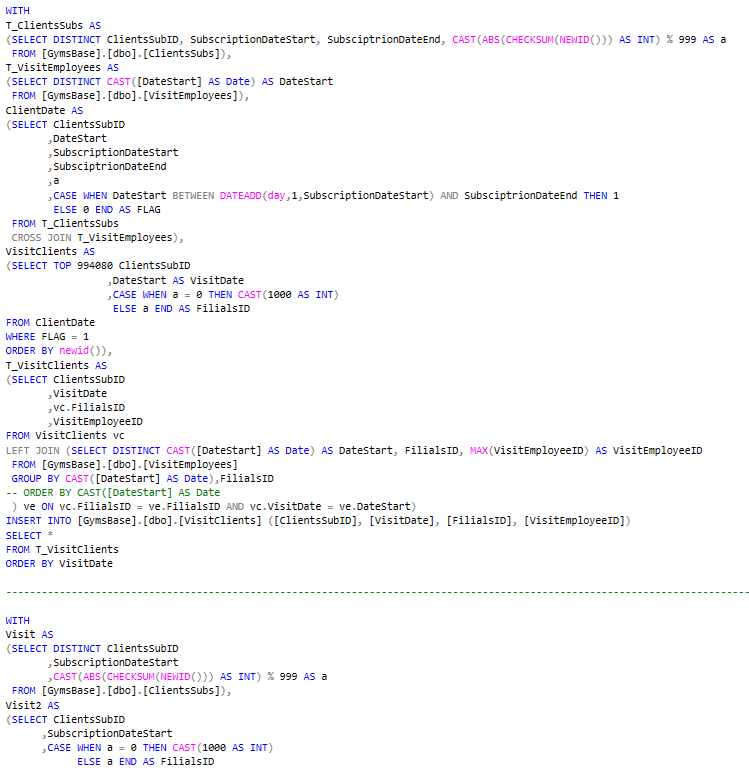 WITH
T_ClientsSubs AS
(SELECT DISTINCT ClientsSubID, SubscriptionDateStart, SubsciptrionDateEnd, CAST(ABS(CHECKSUM(NEWID())) AS INT) % 999 AS a
FROM [GymsBase].[dbo].[ClientsSubs]),
T_VisitEmployees AS
(SELECT DISTINCT CAST([DateStart] AS Date) AS DateStart
FROM [GymsBase].[dbo].[VisitEmployees]),
ClientDate AS
(SELECT ClientsSubID
,DateStart
,SubscriptionDateStart
,SubsciptrionDateEnd
,a
,CASE WHEN DateStart BETWEEN DATEADD(day,1,SubscriptionDateStart) AND SubsciptrionDateEnd THEN 1
ELSE 0 END AS FLAG
FROM T_ClientsSubs
CROSS JOIN T_VisitEmployees),
VisitClients AS
(SELECT TOP 994080 ClientsSubID
,DateStart AS VisitDate
,CASE WHEN a = 0 THEN CAST(1000 AS INT)
ELSE a END AS FilialsID
FROM ClientDate
WHERE FLAG = 1
ORDER BY newid()),
T_VisitClients AS
(SELECT ClientsSubID
,VisitDate
,vc.FilialsID
,VisitEmployeeID
FROM VisitClients vc
LEFT JOIN (SELECT DISTINCT CAST([DateStart] AS Date) AS DateStart, FilialsID, MAX(VisitEmployeeID) AS VisitEmployeeID
FROM [GymsBase].[dbo].[VisitEmployees]
GROUP BY CAST([DateStart] AS Date),FilialsID
-- ORDER BY CAST([DateStart] AS Date
) ve ON vc.FilialsID = ve.FilialsID AND vc.VisitDate = ve.DateStart)
INSERT INTO [GymsBase].[dbo].[VisitClients] ([ClientsSubID], [VisitDate], [FilialsID], [VisitEmployeeID])
SELECT *
FROM T_VisitClients
ORDER BY VisitDate
------------------------------------------------------------------------------------------------------------------------------
WITH
Visit AS
(SELECT DISTINCT ClientsSubID
,SubscriptionDateStart
,CAST(ABS(CHECKSUM(NEWID())) AS INT) % 999 AS a
FROM [GymsBase].[dbo].[ClientsSubs]),
Visit2 AS
(SELECT ClientsSubID
,SubscriptionDateStart
,CASE WHEN a = 0 THEN CAST(1000 AS INT)
ELSE a END AS FilialsID